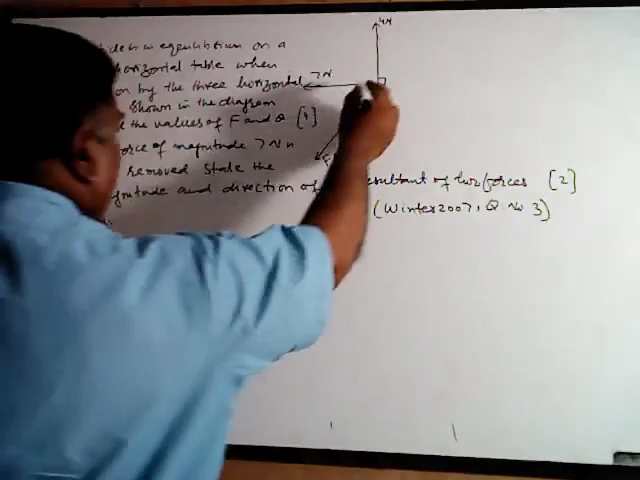 4N
in equilibrium on a
horizontal table when
on by the three horizontal
7N
shown in the diagram
the values of F and θ [1]
force of magnitude 7N is
F
removed State the
magnitude and direction of resultant of two forces [2]
(Winter 2007, Q No 3)